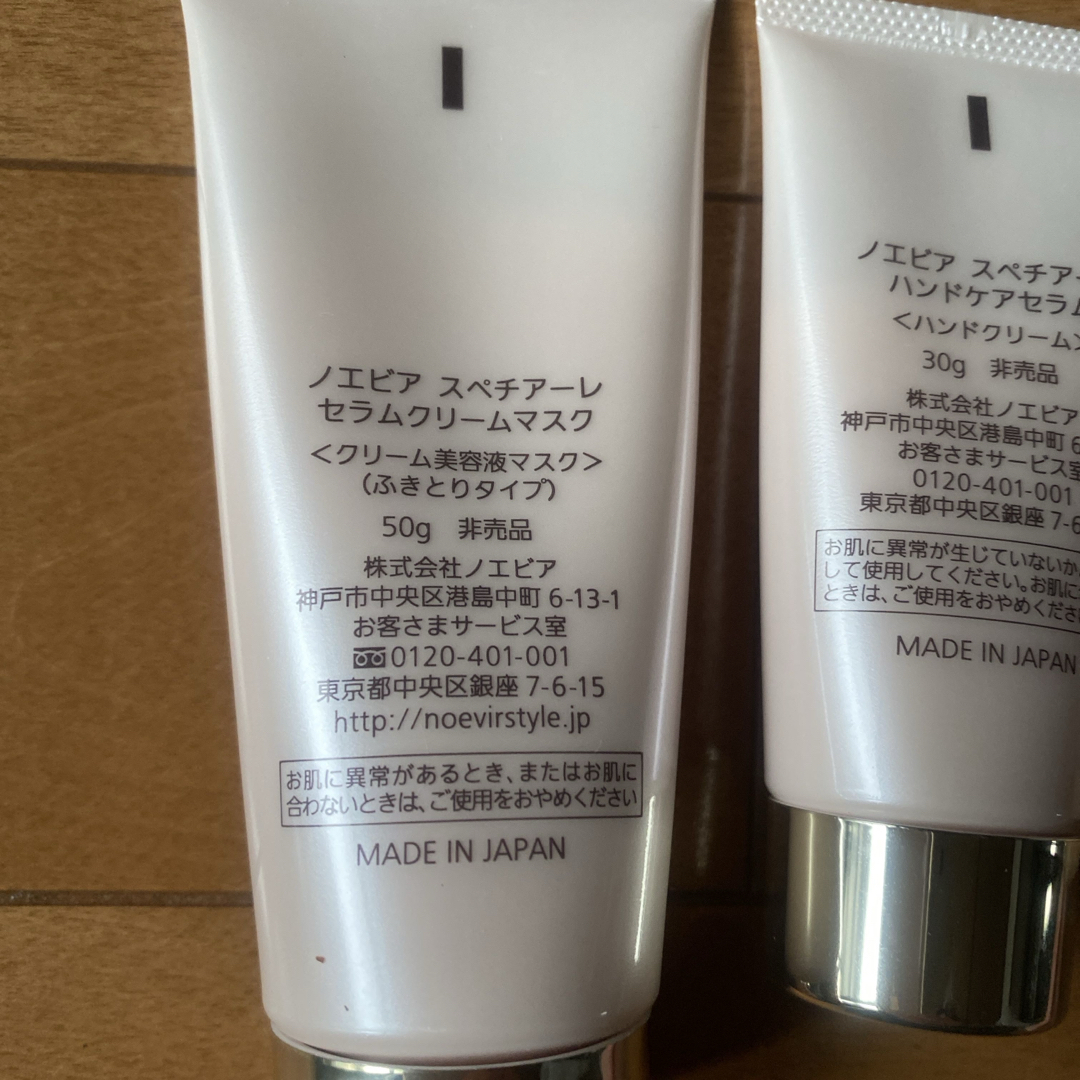 ノエビア スペチアーレ
セラムクリームマスク
<クリーム美容液マスク>
(ふきとりタイプ)
50g 非売品
株式会社ノエビア
神戸市中央区港島中町 6-13-1
お客さまサービス室
0120-401-001
東京都中央区銀座 7-6-15
http://noevirstyle.jp
お肌に異常があるとき、またはお肌に
合わないときは、ご使用をおやめください
MADE IN JAPAN
ノエビア スペチア
ハンドケアセラ
<ハンドクリーム>
30g 非売品
株式会社ノエビア
神戸市中央区港島中町 6
お客さまサービス室
0120-401-001
東京都中央区銀座 7-6
お肌に異常が生じていないか
して使用してください。お肌に
ときは、ご使用をおやめくださ
MADE IN JAPAN